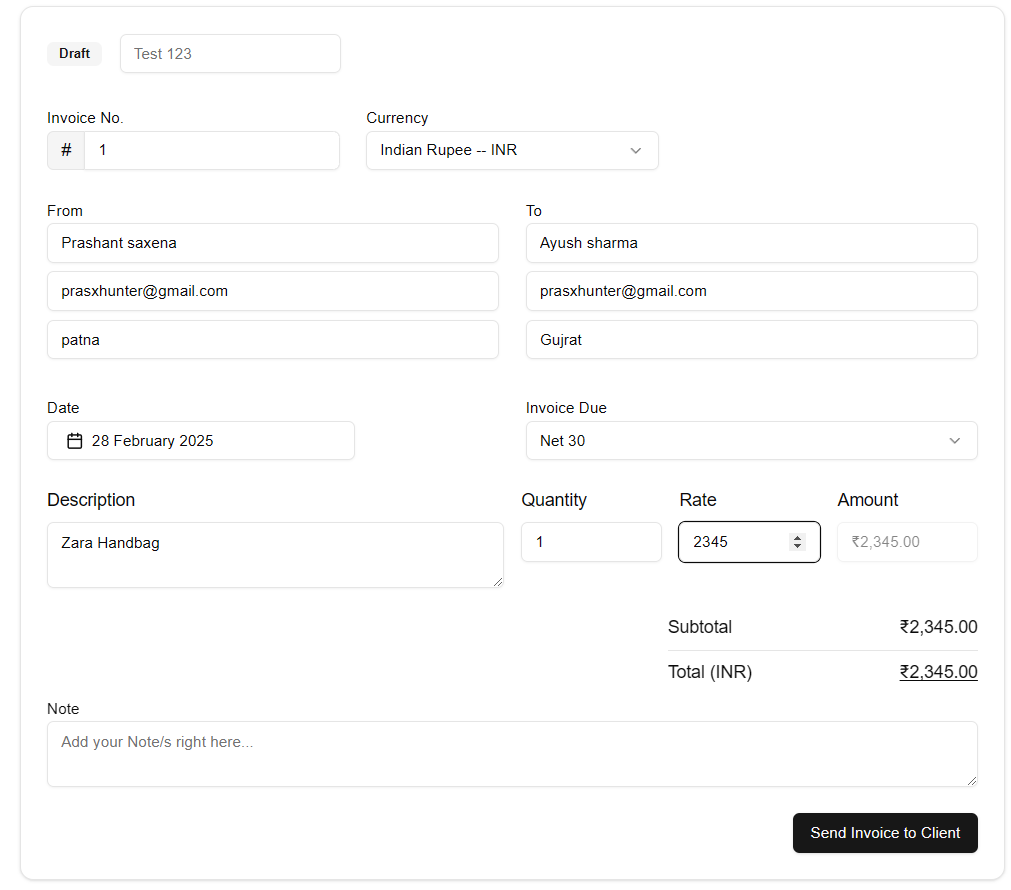 Draft Test 123
Invoice No. Currency
# 1 Indian Rupee -- INR
From To
Prashant saxena Ayush sharma
prasxhunter@gmail.com prasxhunter@gmail.com
patna Gujrat
Date Invoice Due
28 February 2025 Net 30
Description Quantity Rate Amount
Zara Handbag 1 2345 ₹2,345.00
Subtotal ₹2,345.00
Total (INR) ₹2,345.00
Note
Add your Note/s right here...
Send Invoice to Client